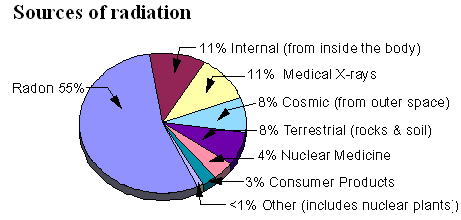 Sources of radiation
11% Internal (from inside the body)
11% Medical X-rays
Radon 55%
8% Cosmic (from outer space)
8% Terrestrial (rocks & soil)
4% Nuclear Medicine
3% Consumer Products
<1% Other (includes nuclear plants)